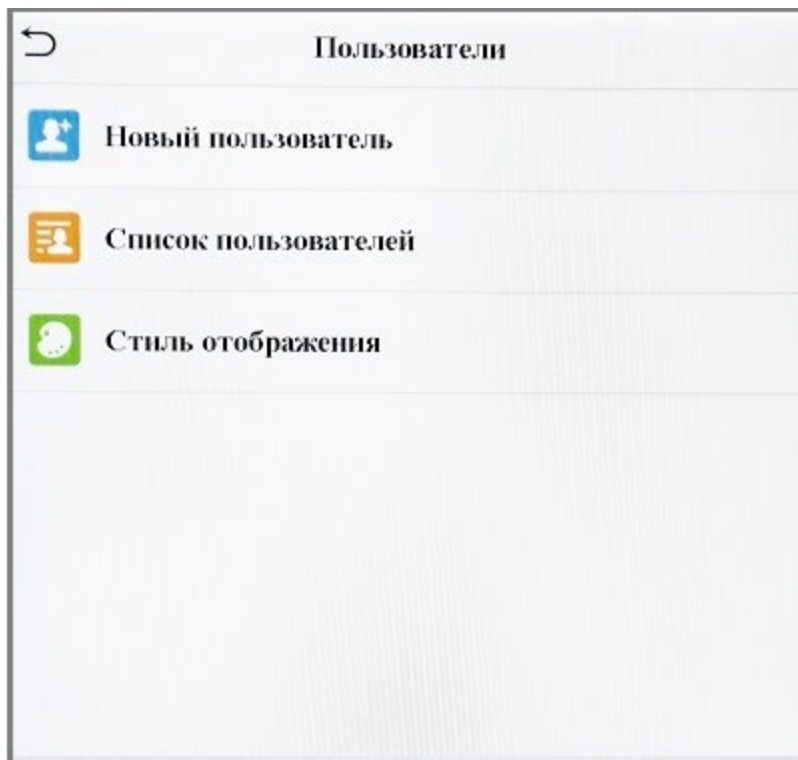 Пользователи
Новый пользователь
Список пользователей
Стиль отображения